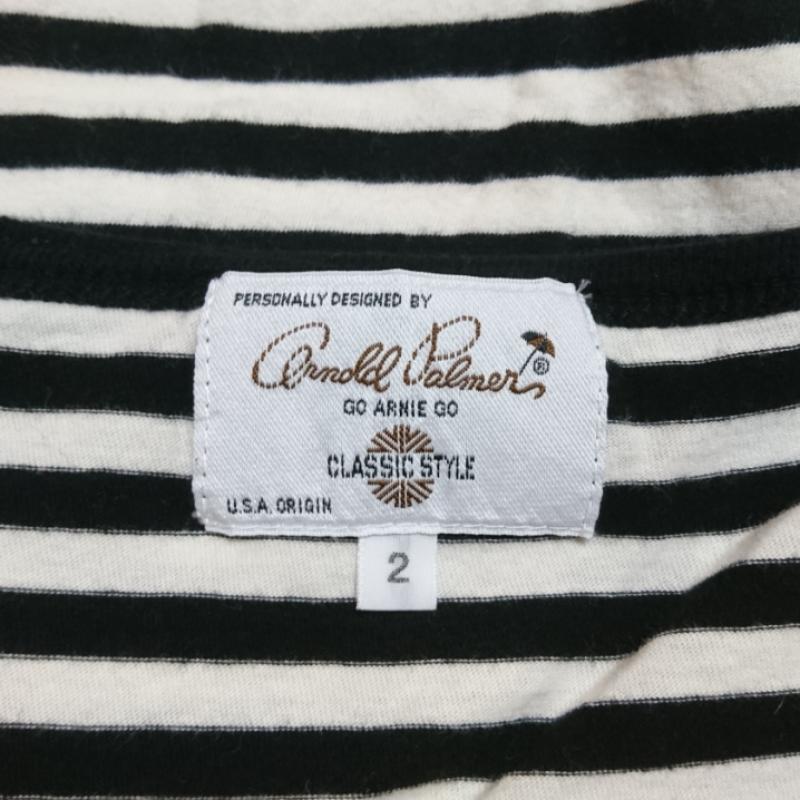 PERSONALLY DESIGNED BY
Arnold Palmer
®
GO ARNIE GO
CLASSIC STYLE
U.S.A. ORIGIN
2